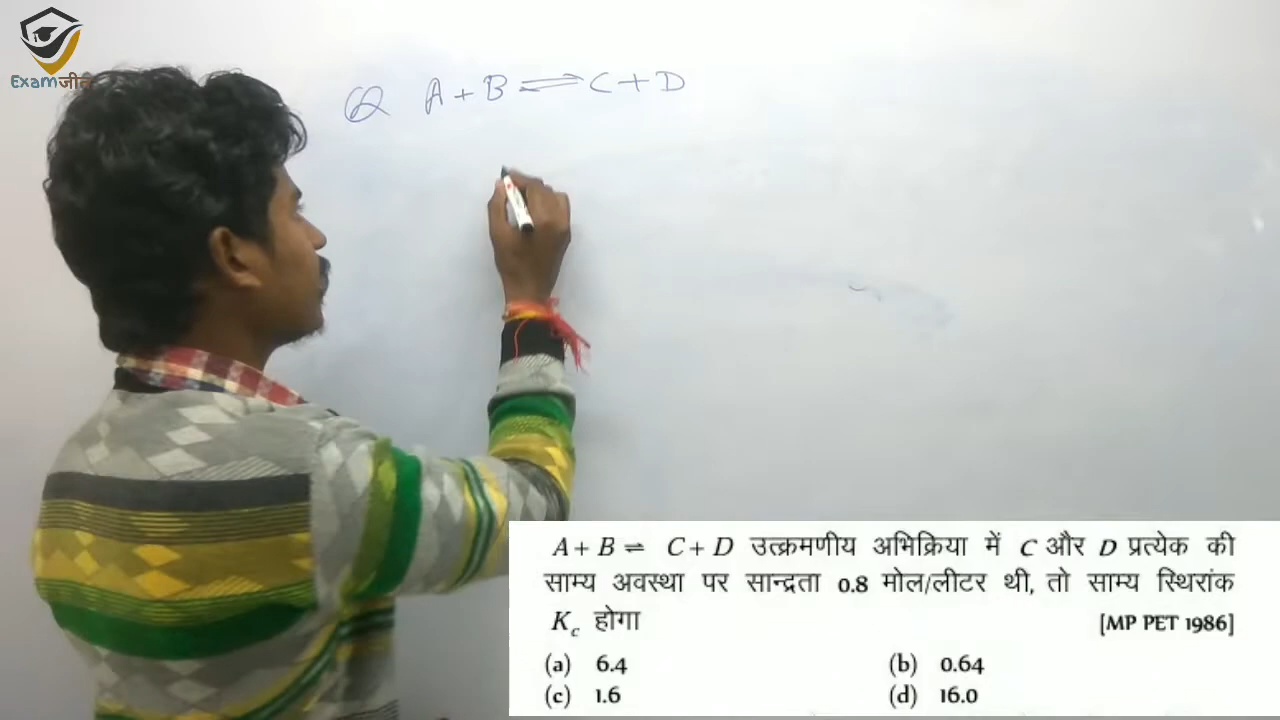 Examजीत
Q A + B ⇌ C + D
A + B ⇌ C + D उत्क्रमणीय अभिक्रिया में C और D प्रत्येक की
साम्य अवस्था पर सान्द्रता 0.8 मोल/लीटर थी, तो साम्य स्थिरांक
K_c होगा [MP PET 1986]
(a) 6.4 (b) 0.64
(c) 1.6 (d) 16.0